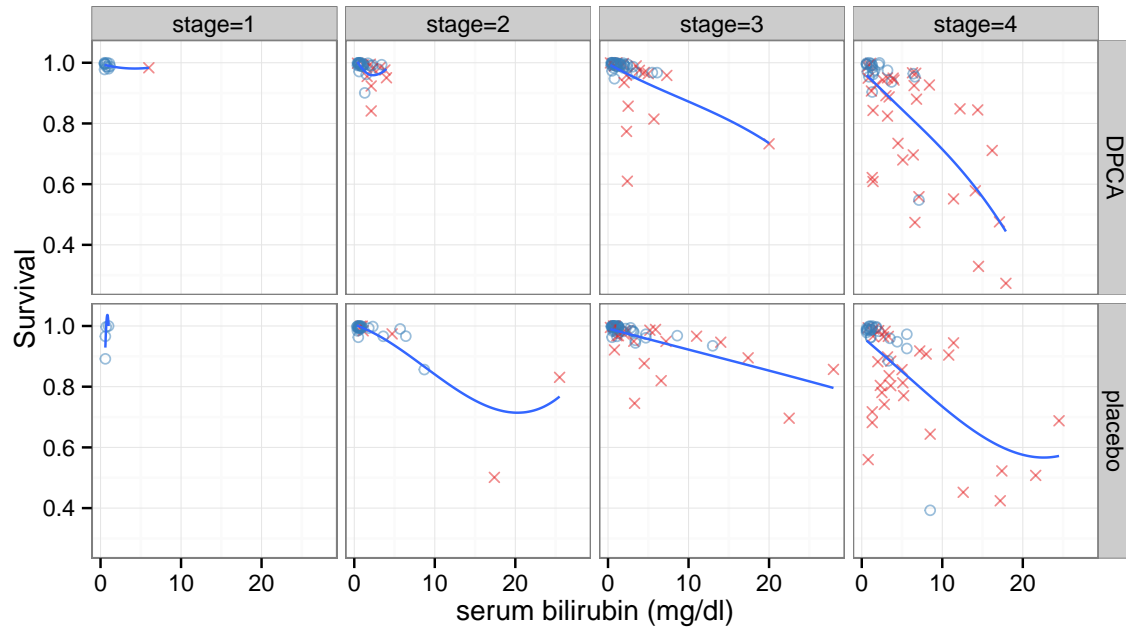 stage=1 stage=2 stage=3 stage=4
1.0
0.8
0.6
0.4
DPCA
Survival
1.0
0.8
0.6
0.4
placebo
0 10 20 0 10 20 0 10 20 0 10 20
serum bilirubin (mg/dl)